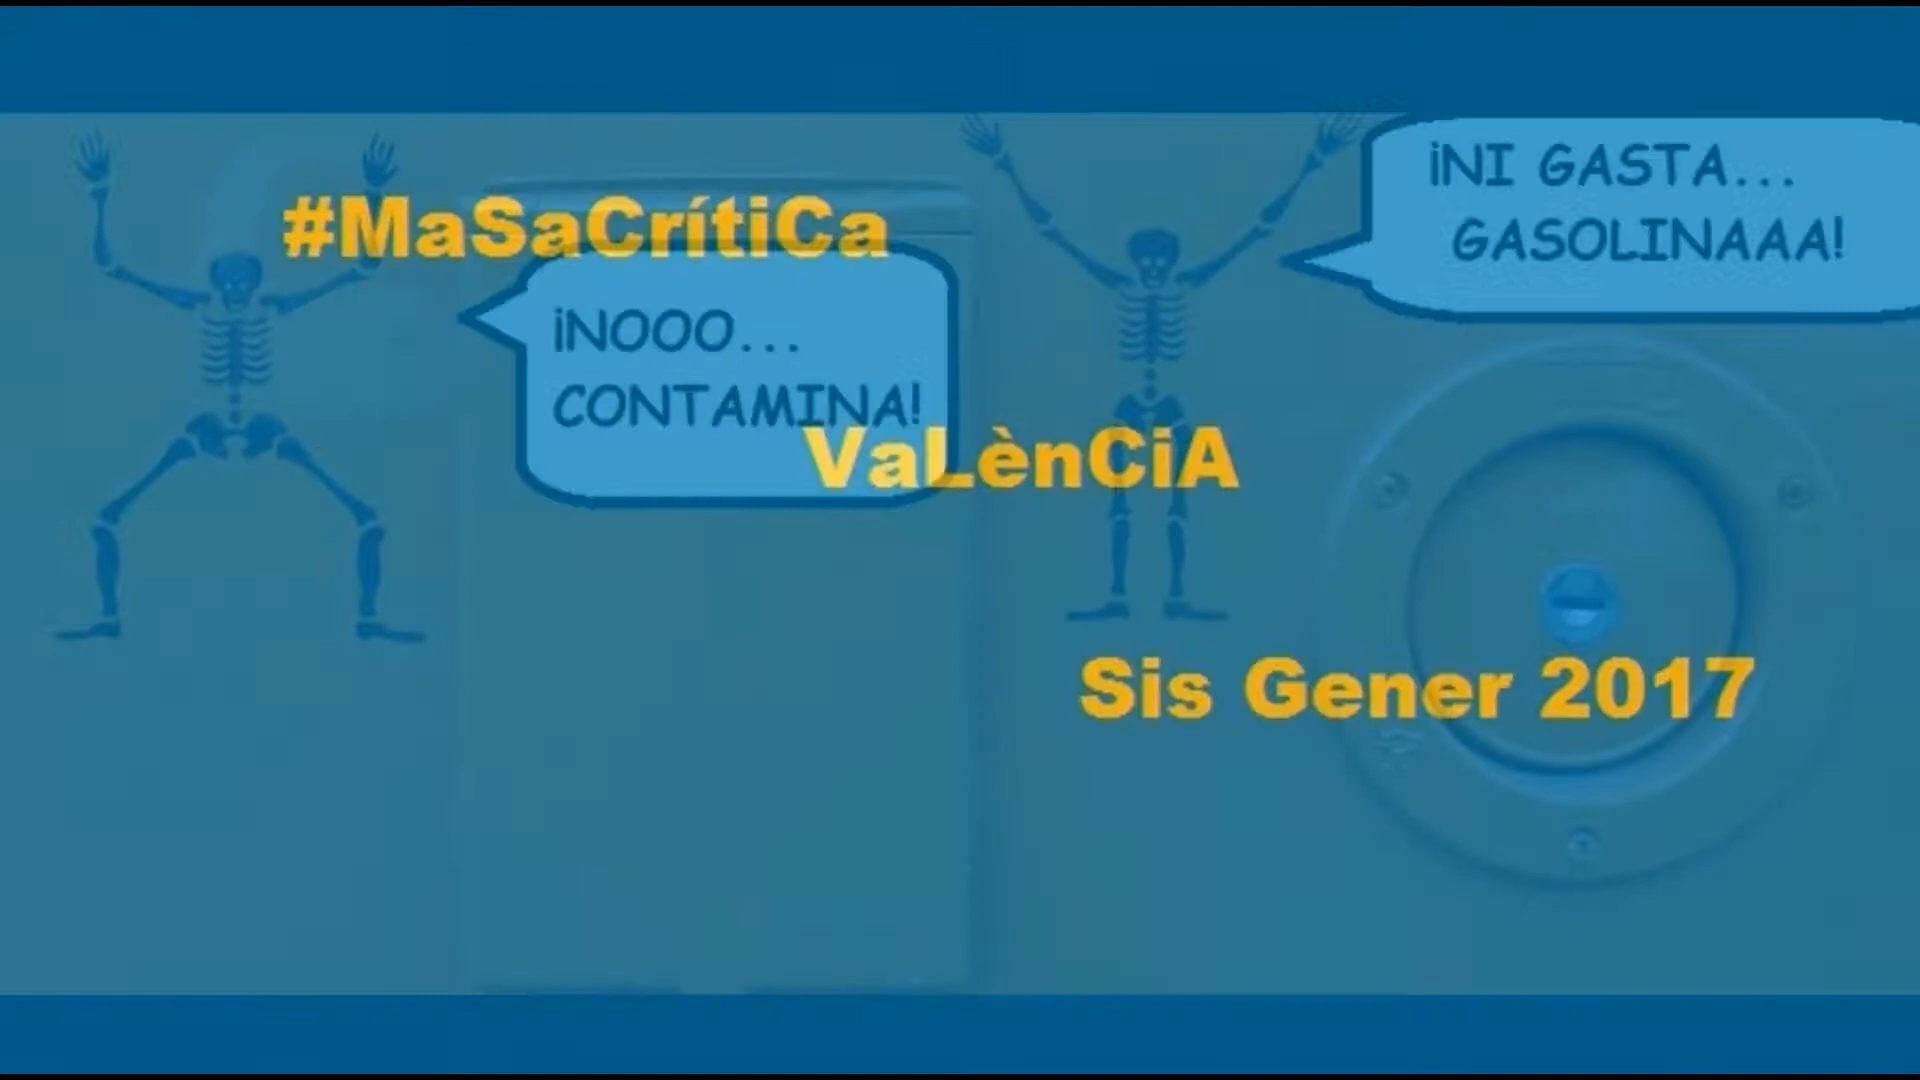 #MaSaCrítiCa
¡NOOO...
CONTAMINA!
¡NI GASTA...
GASOLINAAA!
VaLènCiA
Sis Gener 2017